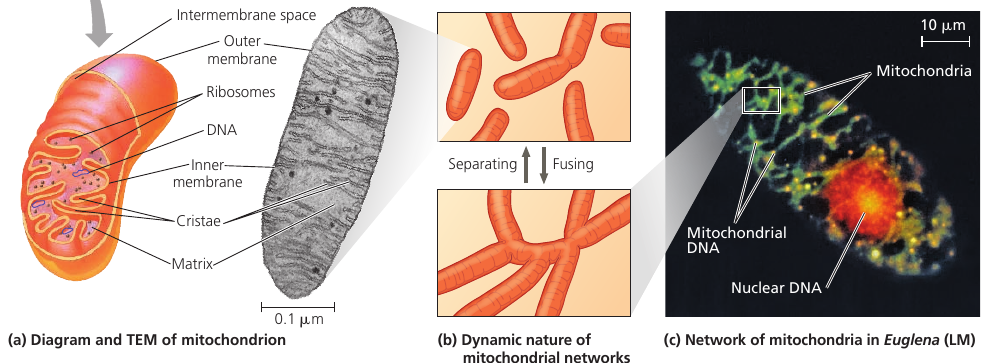 Intermembrane space
Outer
membrane
Ribosomes
DNA
Inner
membrane
Cristae
Matrix
0.1 μm
(a) Diagram and TEM of mitochondrion
Separating
Fusing
(b) Dynamic nature of
mitochondrial networks
10 μm
Mitochondria
Mitochondrial
DNA
Nuclear DNA
(c) Network of mitochondria in Euglena (LM)